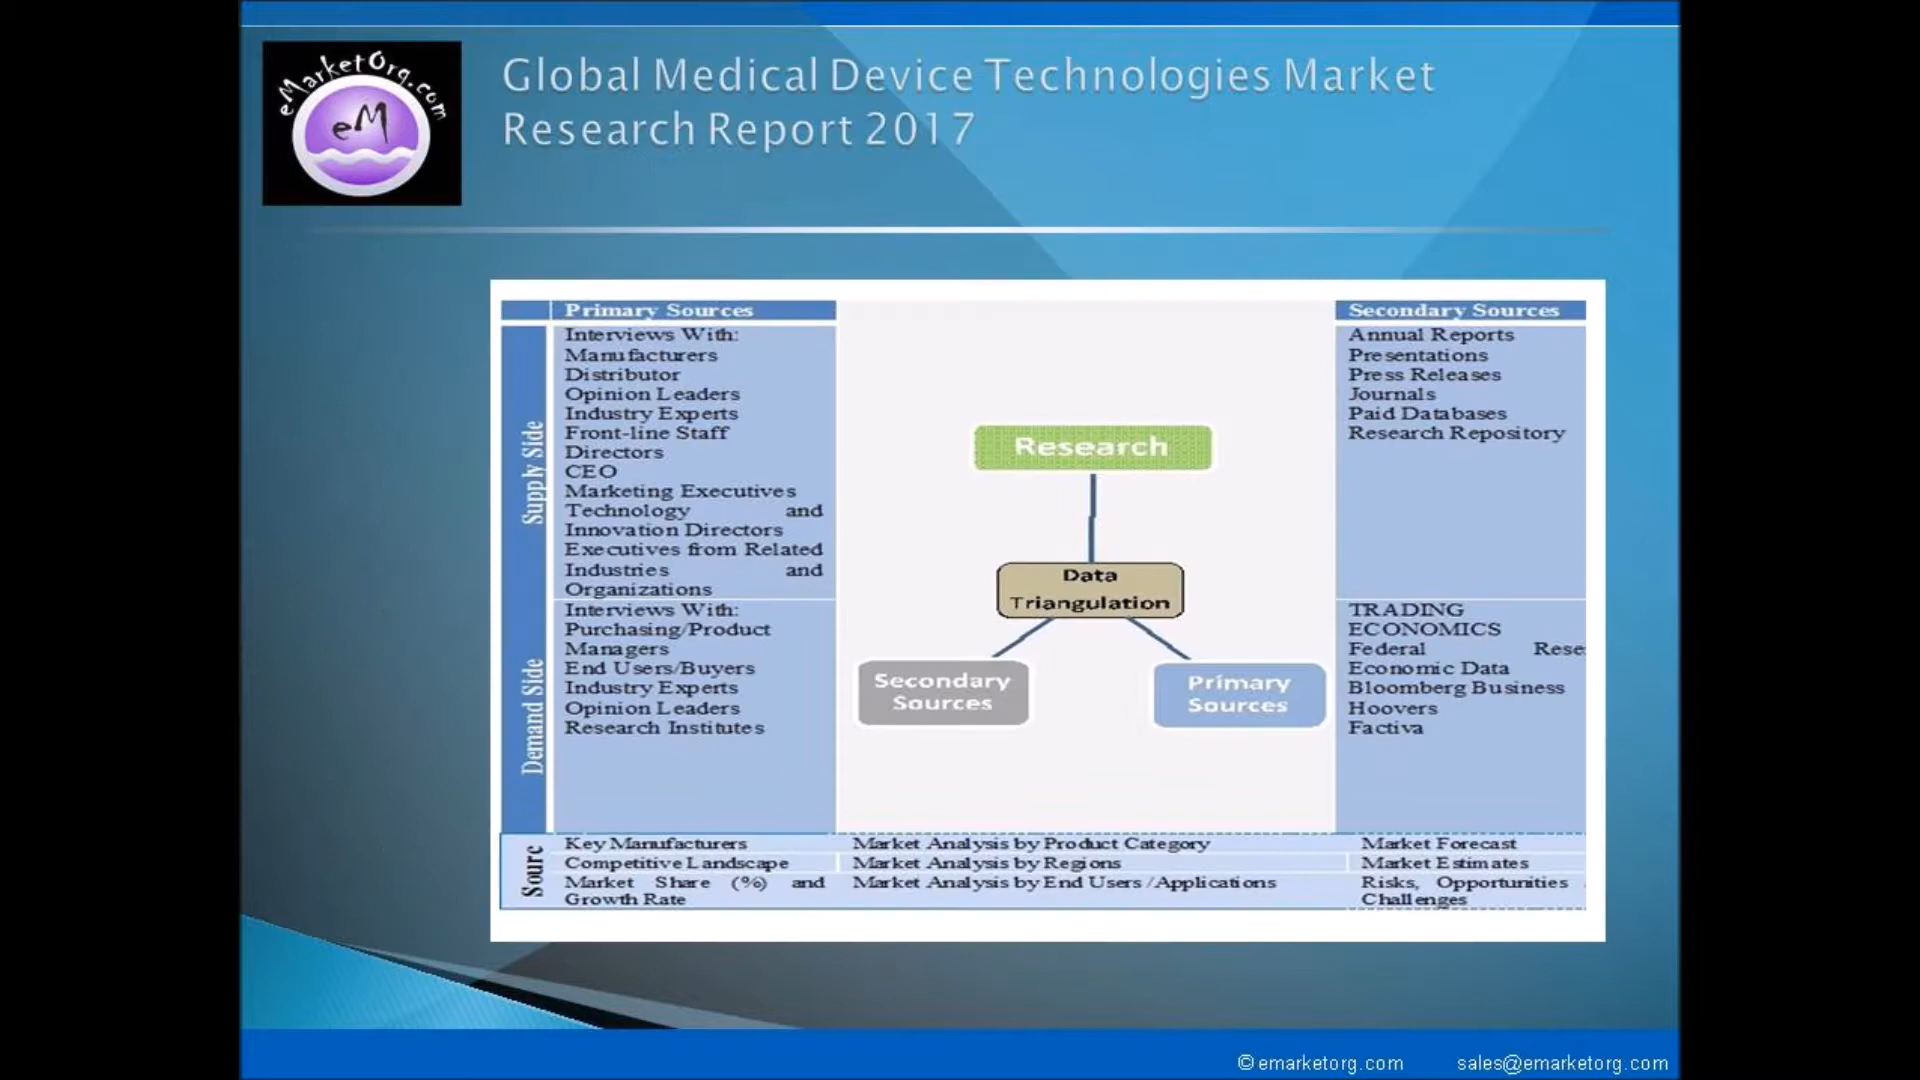 eMarketOrg.com
eM
Global Medical Device Technologies Market
Research Report 2017
Primary Sources
Supply Side
Interviews With:
Manufacturers
Distributor
Opinion Leaders
Industry Experts
Front-line Staff
Directors
CEO
Marketing Executives
Technology and
Innovation Directors
Executives from Related
Industries and
Organizations
Demand Side
Interviews With:
Purchasing/Product
Managers
End Users/Buyers
Industry Experts
Opinion Leaders
Research Institutes
Research
Data
Triangulation
Secondary
Sources
Primary
Sources
Secondary Sources
Annual Reports
Presentations
Press Releases
Journals
Paid Databases
Research Repository
TRADING
ECONOMICS
Federal Rese
Economic Data
Bloomberg Business
Hoovers
Factiva
Sourc
Key Manufacturers
Competitive Landscape
Market Share (%) and
Growth Rate
Market Analysis by Product Category
Market Analysis by Regions
Market Analysis by End Users /Applications
Market Forecast
Market Estimates
Risks, Opportunities
Challenges
© emarketorg.com
sales@emarketorg.com